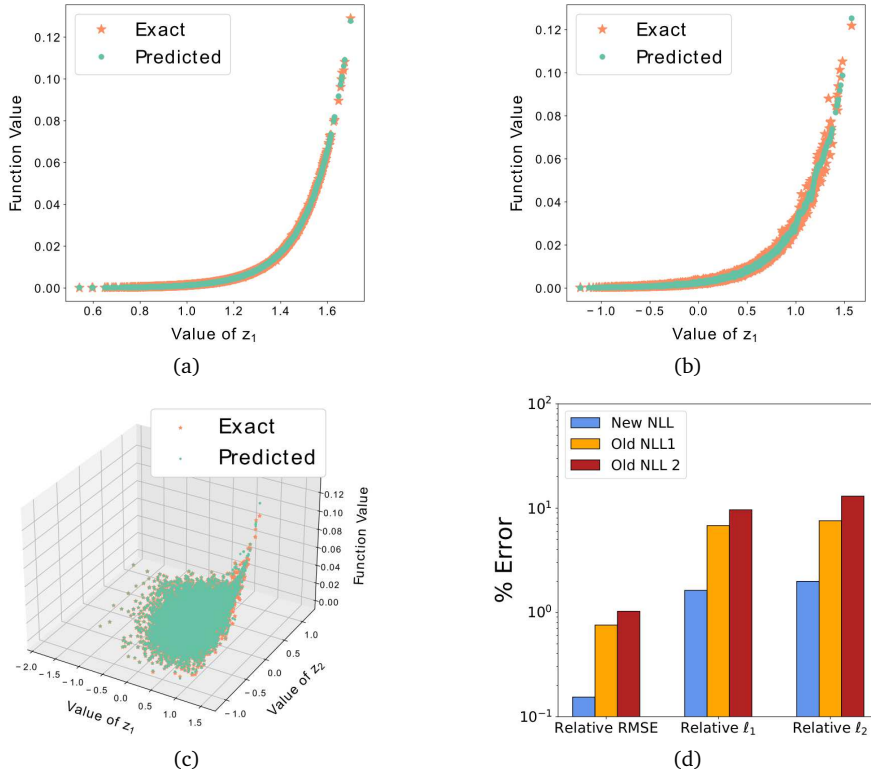 Exact
Predicted
0.12
0.10
0.08
0.06
0.04
0.02
0.00
Function Value
0.6
0.8
1.0
1.2
1.4
1.6
Value of z1
(a)
Exact
Predicted
0.12
0.10
0.08
0.06
0.04
0.02
0.00
Function Value
−1.0
−0.5
0.0
0.5
1.0
1.5
Value of z1
(b)
Exact
Predicted
0.12
0.10
0.08
0.06
0.04
0.02
0.00
Function Value
−2.0
−1.5
−1.0
−0.5
0.0
0.5
1.0
1.5
Value of z1
−1.0
−0.5
0.0
0.5
1.0
Value of z2
(c)
New NLL
Old NLL1
Old NLL 2
10^2
10^1
10^0
10^−1
% Error
Relative RMSE
Relative ℓ1
Relative ℓ2
(d)